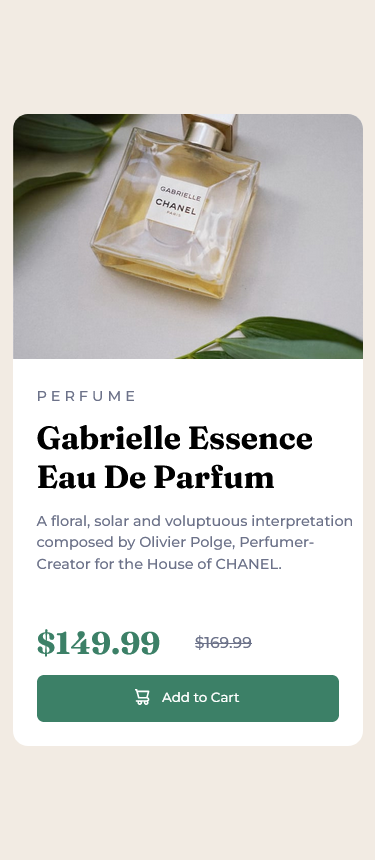 GABRIELLE
CHANEL
PARIS
PERFUME
Gabrielle Essence
Eau De Parfum
A floral, solar and voluptuous interpretation
composed by Olivier Polge, Perfumer-
Creator for the House of CHANEL.
$149.99 $169.99
Add to Cart